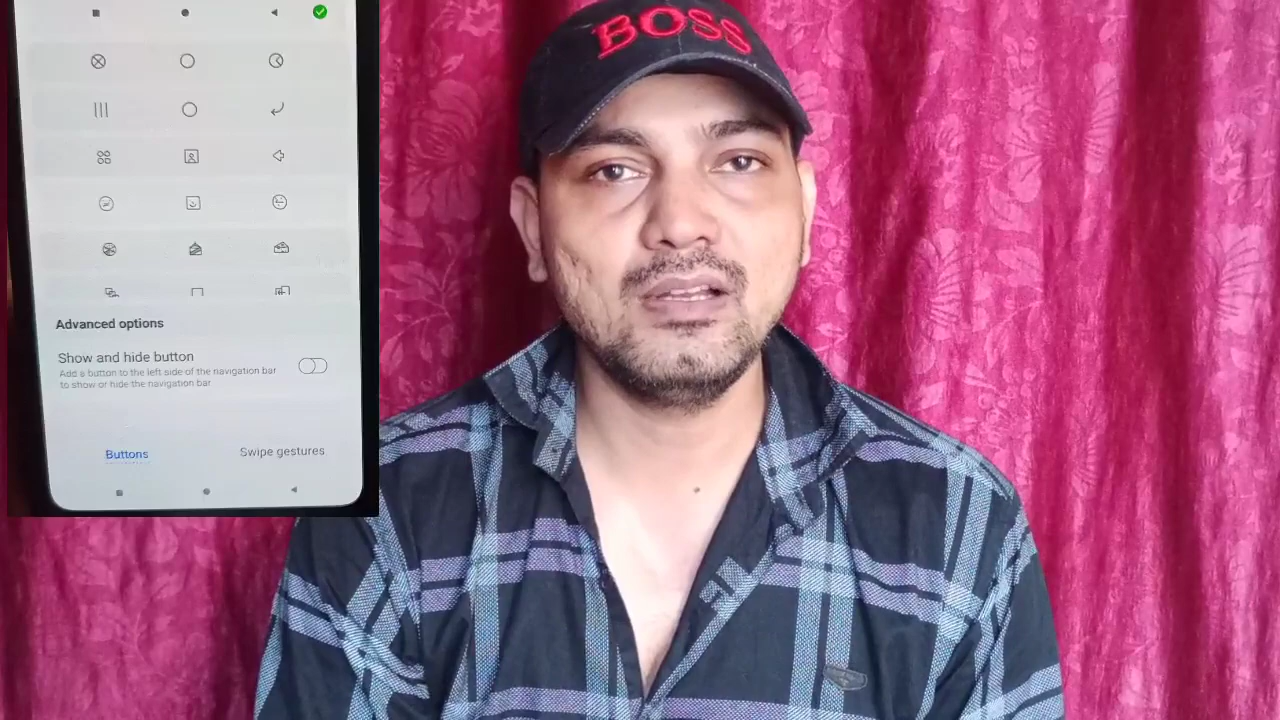 BOSS
Advanced options
Show and hide button
Add a button to the left side of the navigation bar
to show or hide the navigation bar
Buttons
Swipe gestures